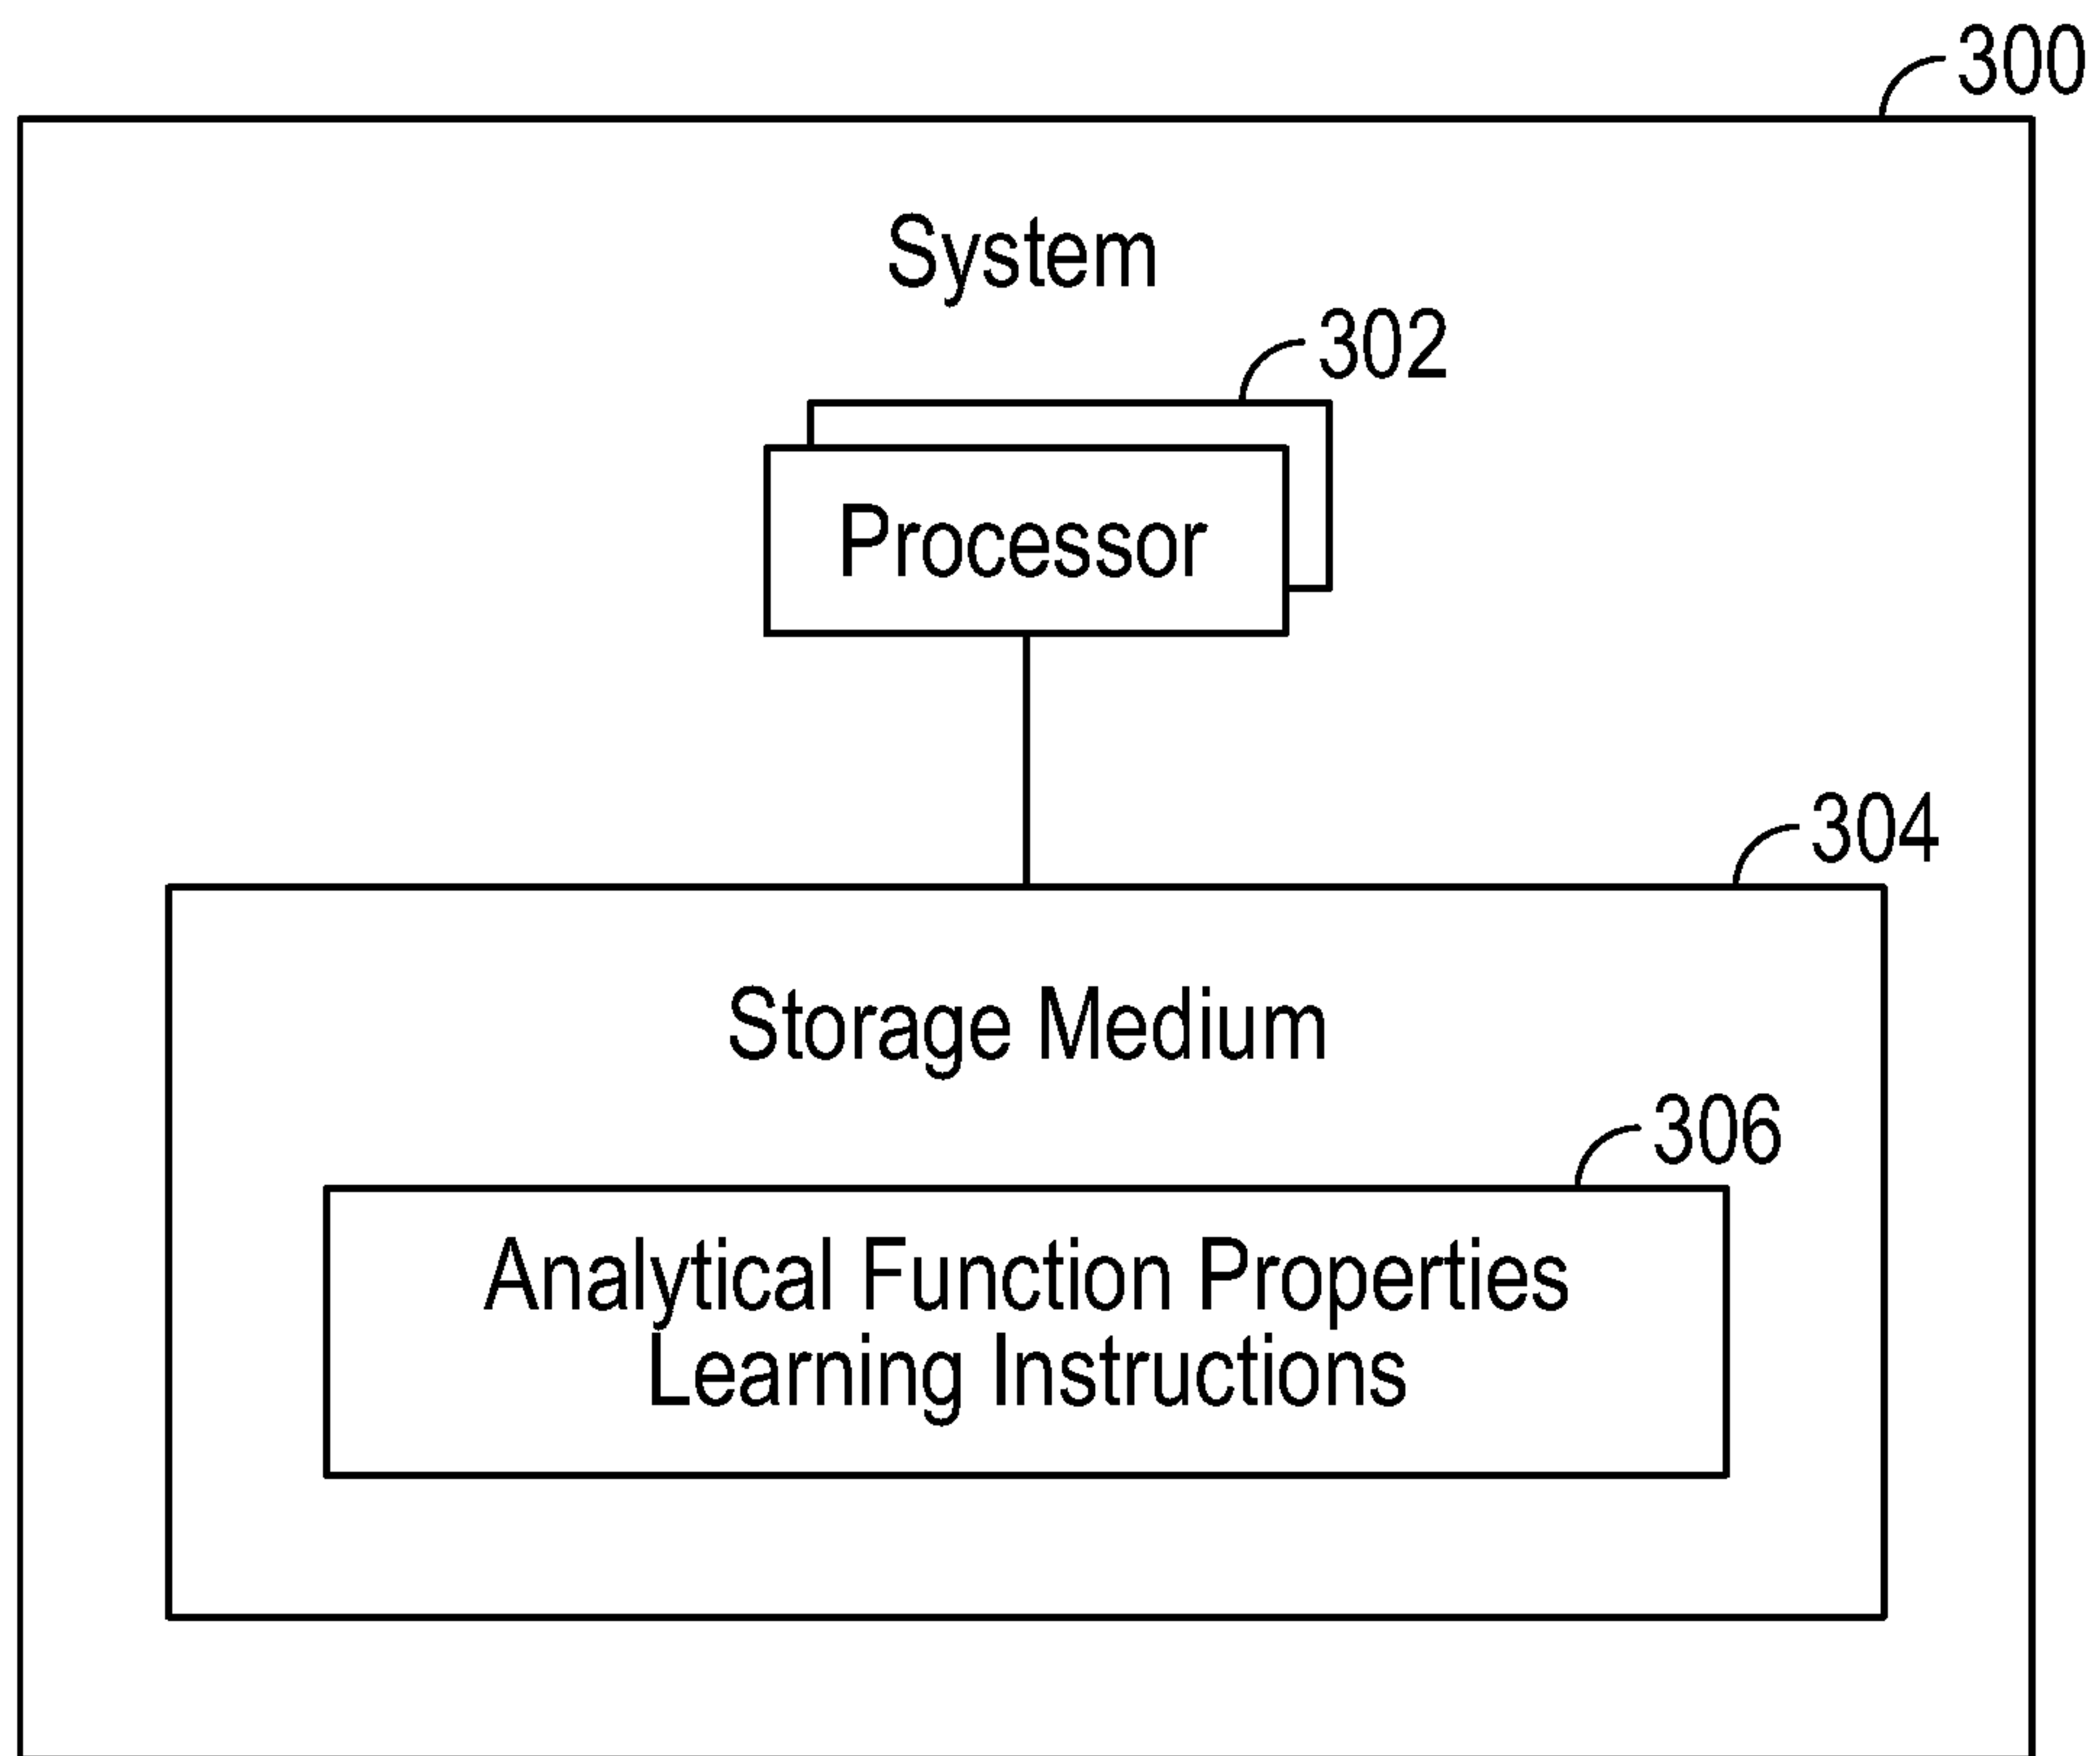 300
System
302
Processor
304
Storage Medium
306
Analytical Function Properties
Learning Instructions